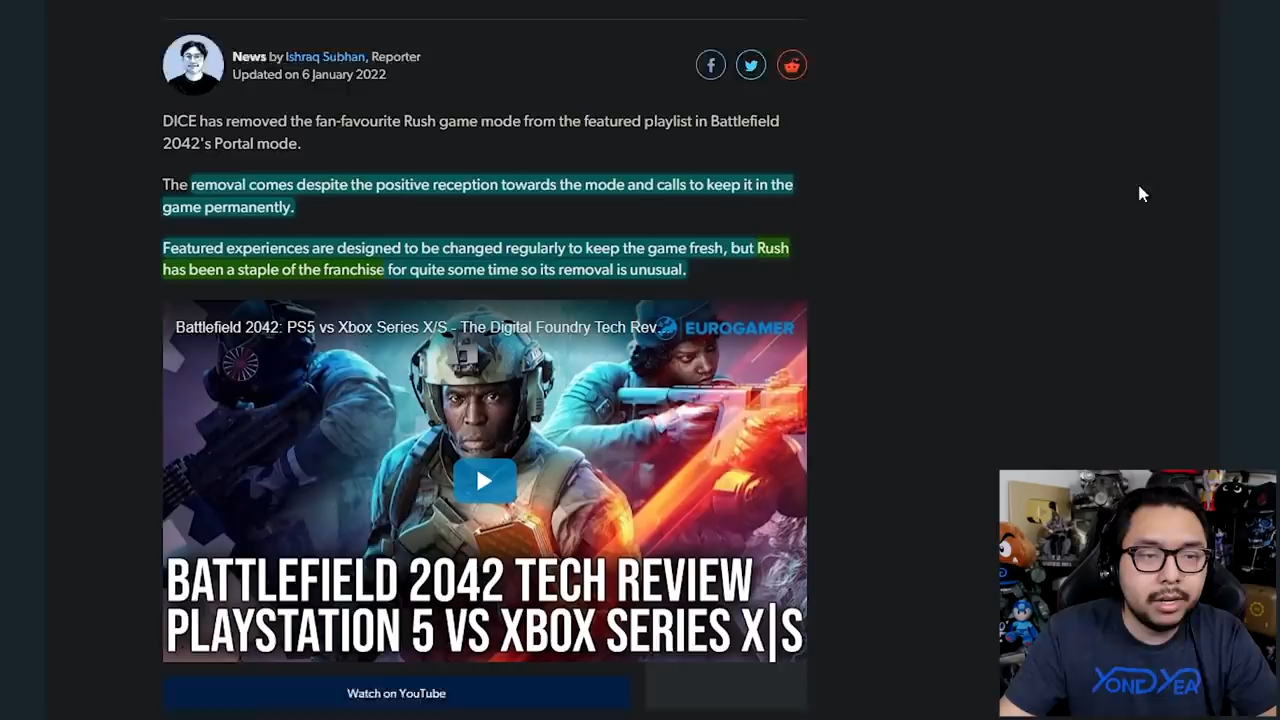 News by Ishraq Subhan, Reporter
Updated on 6 January 2022
DICE has removed the fan-favourite Rush game mode from the featured playlist in Battlefield
2042's Portal mode.
The removal comes despite the positive reception towards the mode and calls to keep it in the
game permanently.
Featured experiences are designed to be changed regularly to keep the game fresh, but Rush
has been a staple of the franchise for quite some time so its removal is unusual.
Battlefield 2042: PS5 vs Xbox Series X/S - The Digital Foundry Tech Rev...
EUROGAMER
BATTLEFIELD 2042 TECH REVIEW
PLAYSTATION 5 VS XBOX SERIES X|S
Watch on YouTube
YONGYEA